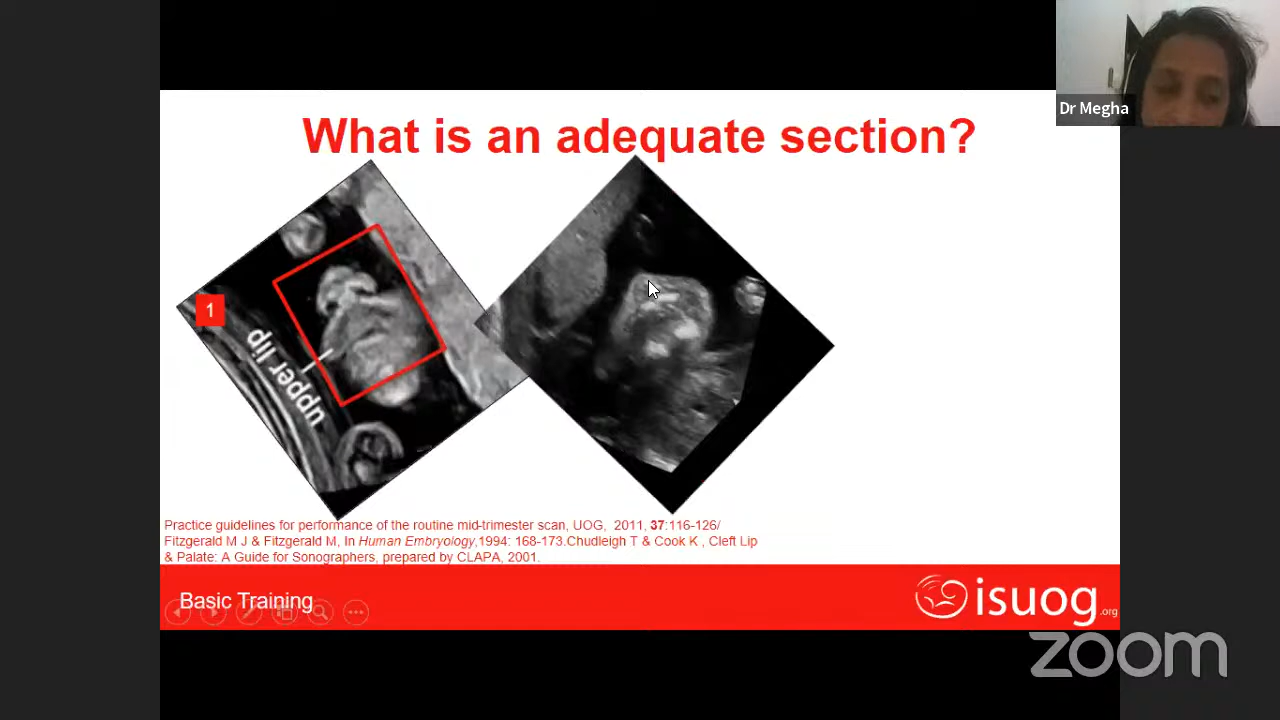 Dr Megha
What is an adequate section?
1
upper lip
Practice guidelines for performance of the routine mid-trimester scan, UOG,  2011, 37:116-126/
Fitzgerald M J & Fitzgerald M, In Human Embryology,1994: 168-173.Chudleigh T & Cook K , Cleft Lip
& Palate: A Guide for Sonographers, prepared by CLAPA, 2001.
Basic Training
isuog.org
zoom